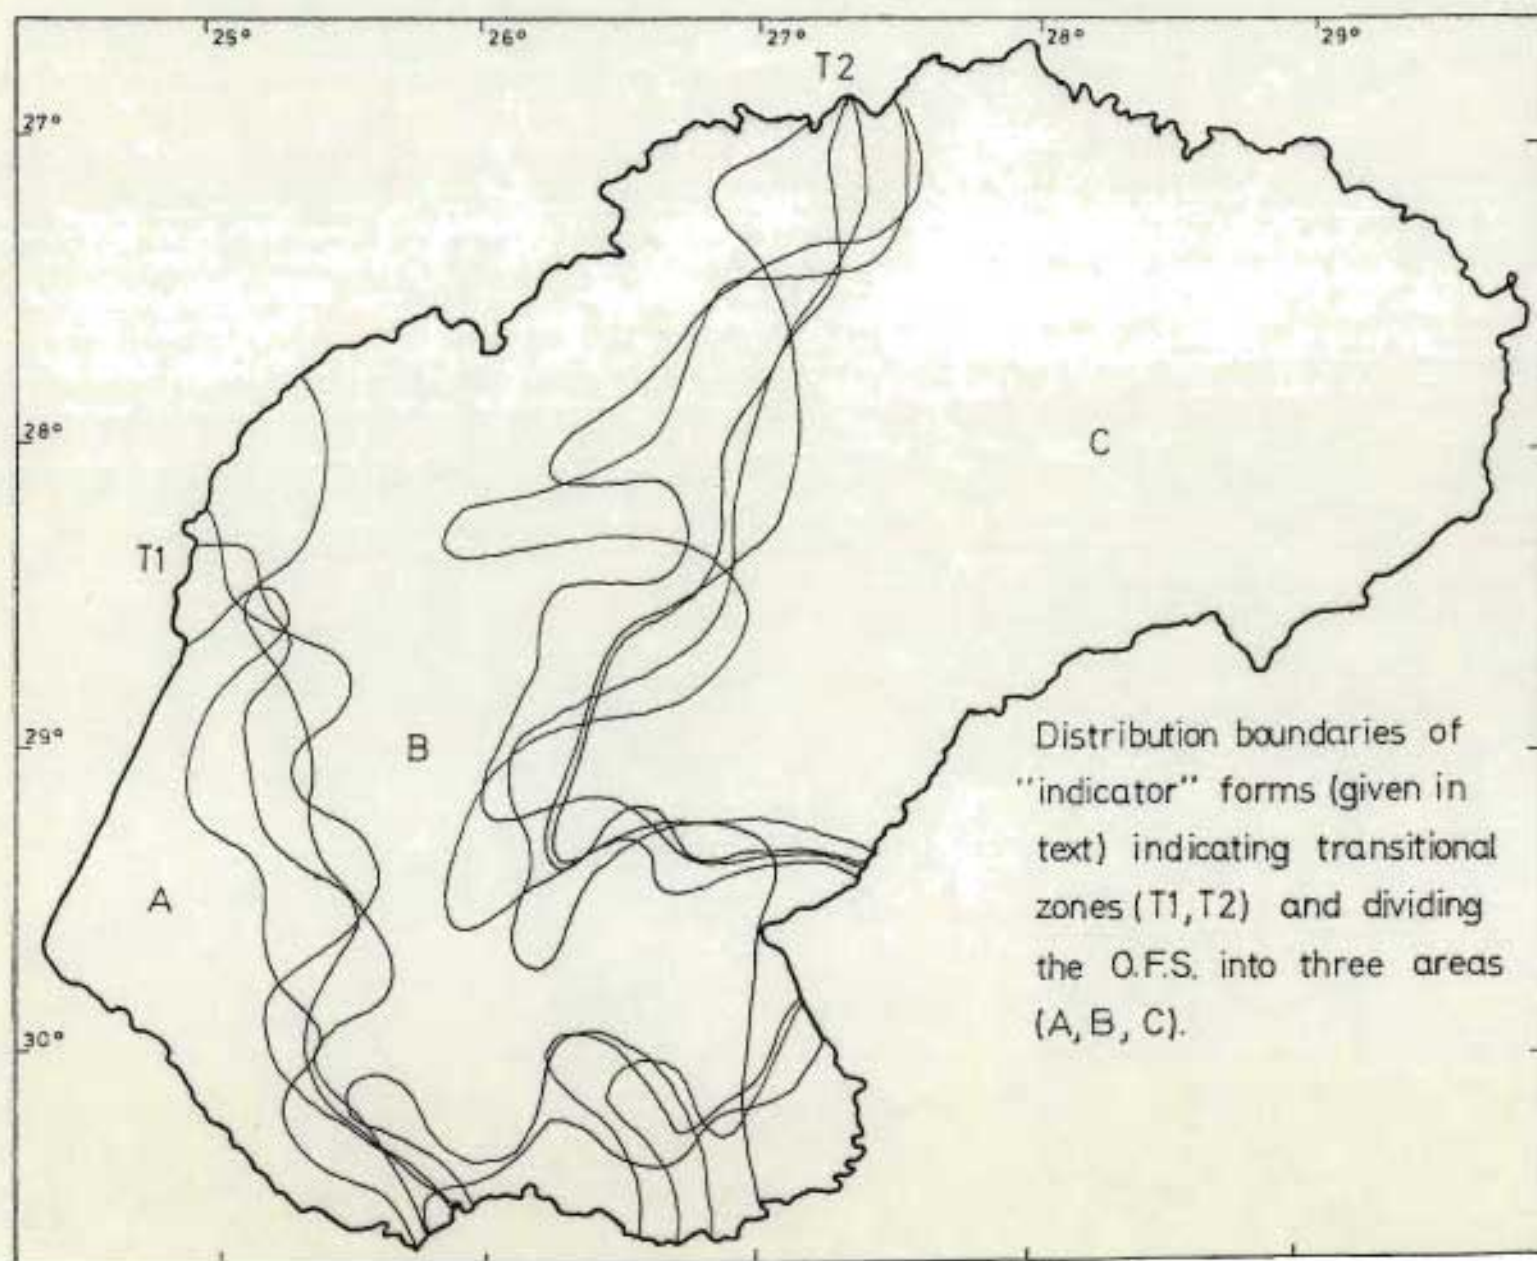 25° 26° 27° 28° 29°
T2
27°
28°
C
T1
29°
B
A
30°
Distribution boundaries of
"indicator" forms (given in
text) indicating transitional
zones (T1,T2) and dividing
the O.F.S. into three areas
(A, B, C).